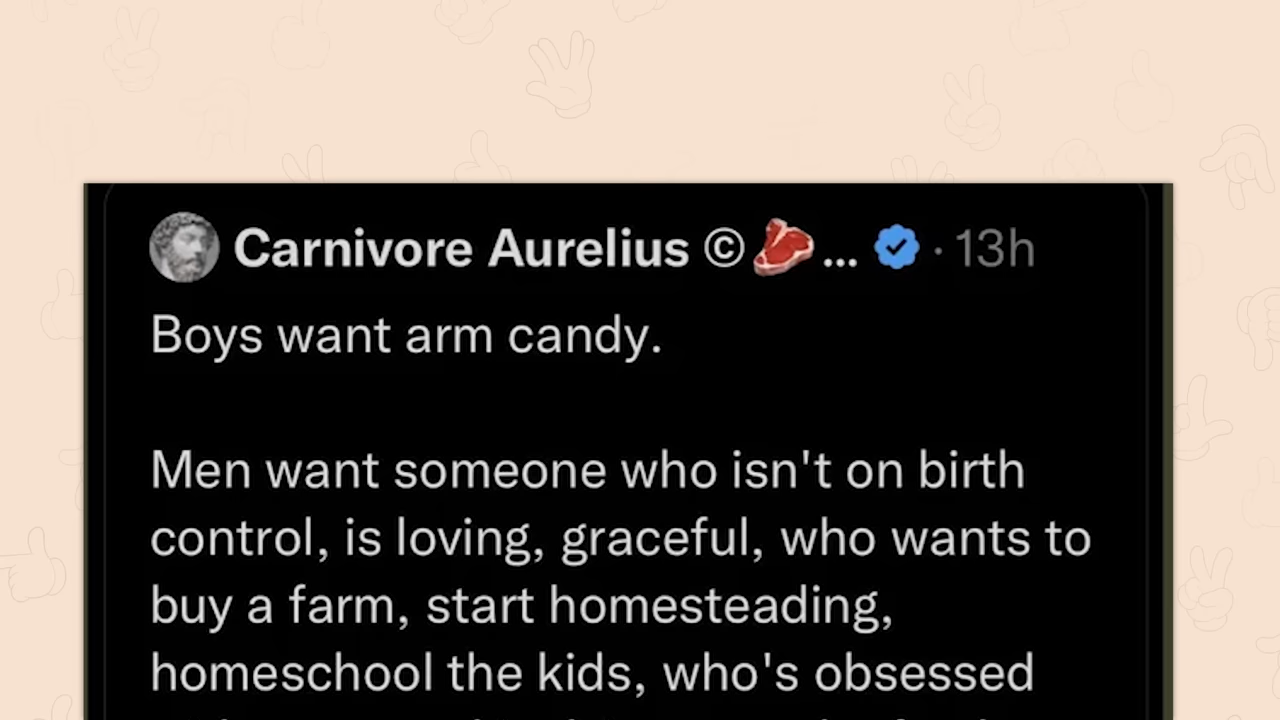 Carnivore Aurelius ©🥩 ... · 13h
Boys want arm candy.
Men want someone who isn't on birth
control, is loving, graceful, who wants to
buy a farm, start homesteading,
homeschool the kids, who's obsessed